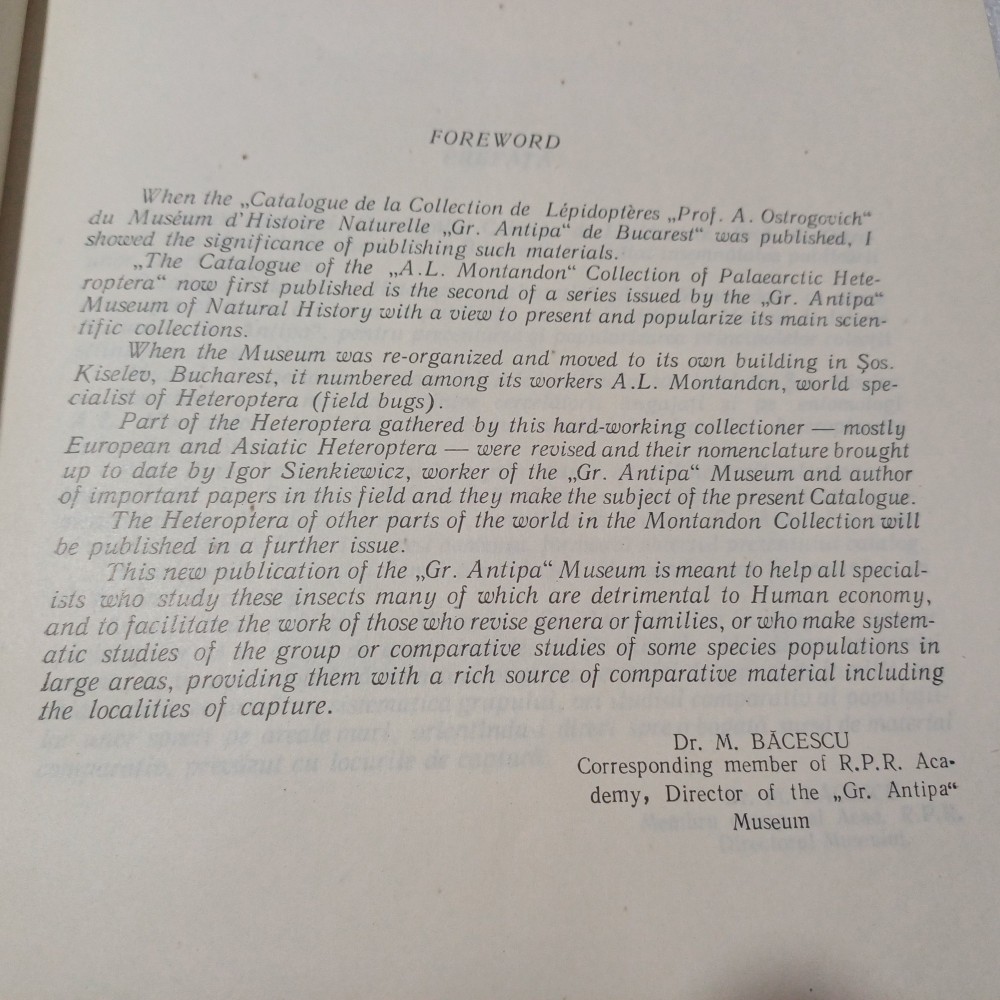 FOREWORD
When the „Catalogue de la Collection de Lépidoptères „Prof. A. Ostrogovich“
du Muséum d'Histoire Naturelle „Gr. Antipa“ de Bucarest“ was published, I
showed the significance of publishing such materials.
„The Catalogue of the „A.L. Montandon“ Collection of Palaearctic Hete-
roptera“ now first published is the second of a series issued by the „Gr. Antipa“
Museum of Natural History with a view to present and popularize its main scien-
tific collections.
When the Museum was re-organized and moved to its own building in Şos.
Kiselev, Bucharest, it numbered among its workers A.L. Montandon, world spe-
cialist of Heteroptera (field bugs).
Part of the Heteroptera gathered by this hard-working collectioner — mostly
European and Asiatic Heteroptera — were revised and their nomenclature brought
up to date by Igor Sienkiewicz, worker of the „Gr. Antipa“ Museum and author
of important papers in this field and they make the subject of the present Catalogue.
The Heteroptera of other parts of the world in the Montandon Collection will
be published in a further issue.
This new publication of the „Gr. Antipa“ Museum is meant to help all special-
ists who study these insects many of which are detrimental to Human economy,
and to facilitate the work of those who revise genera or families, or who make system-
atic studies of the group or comparative studies of some species populations in
large areas, providing them with a rich source of comparative material including
the localities of capture.
Dr. M. BĂCESCU
Corresponding member of R.P.R. Aca-
demy, Director of the „Gr. Antipa“
Museum